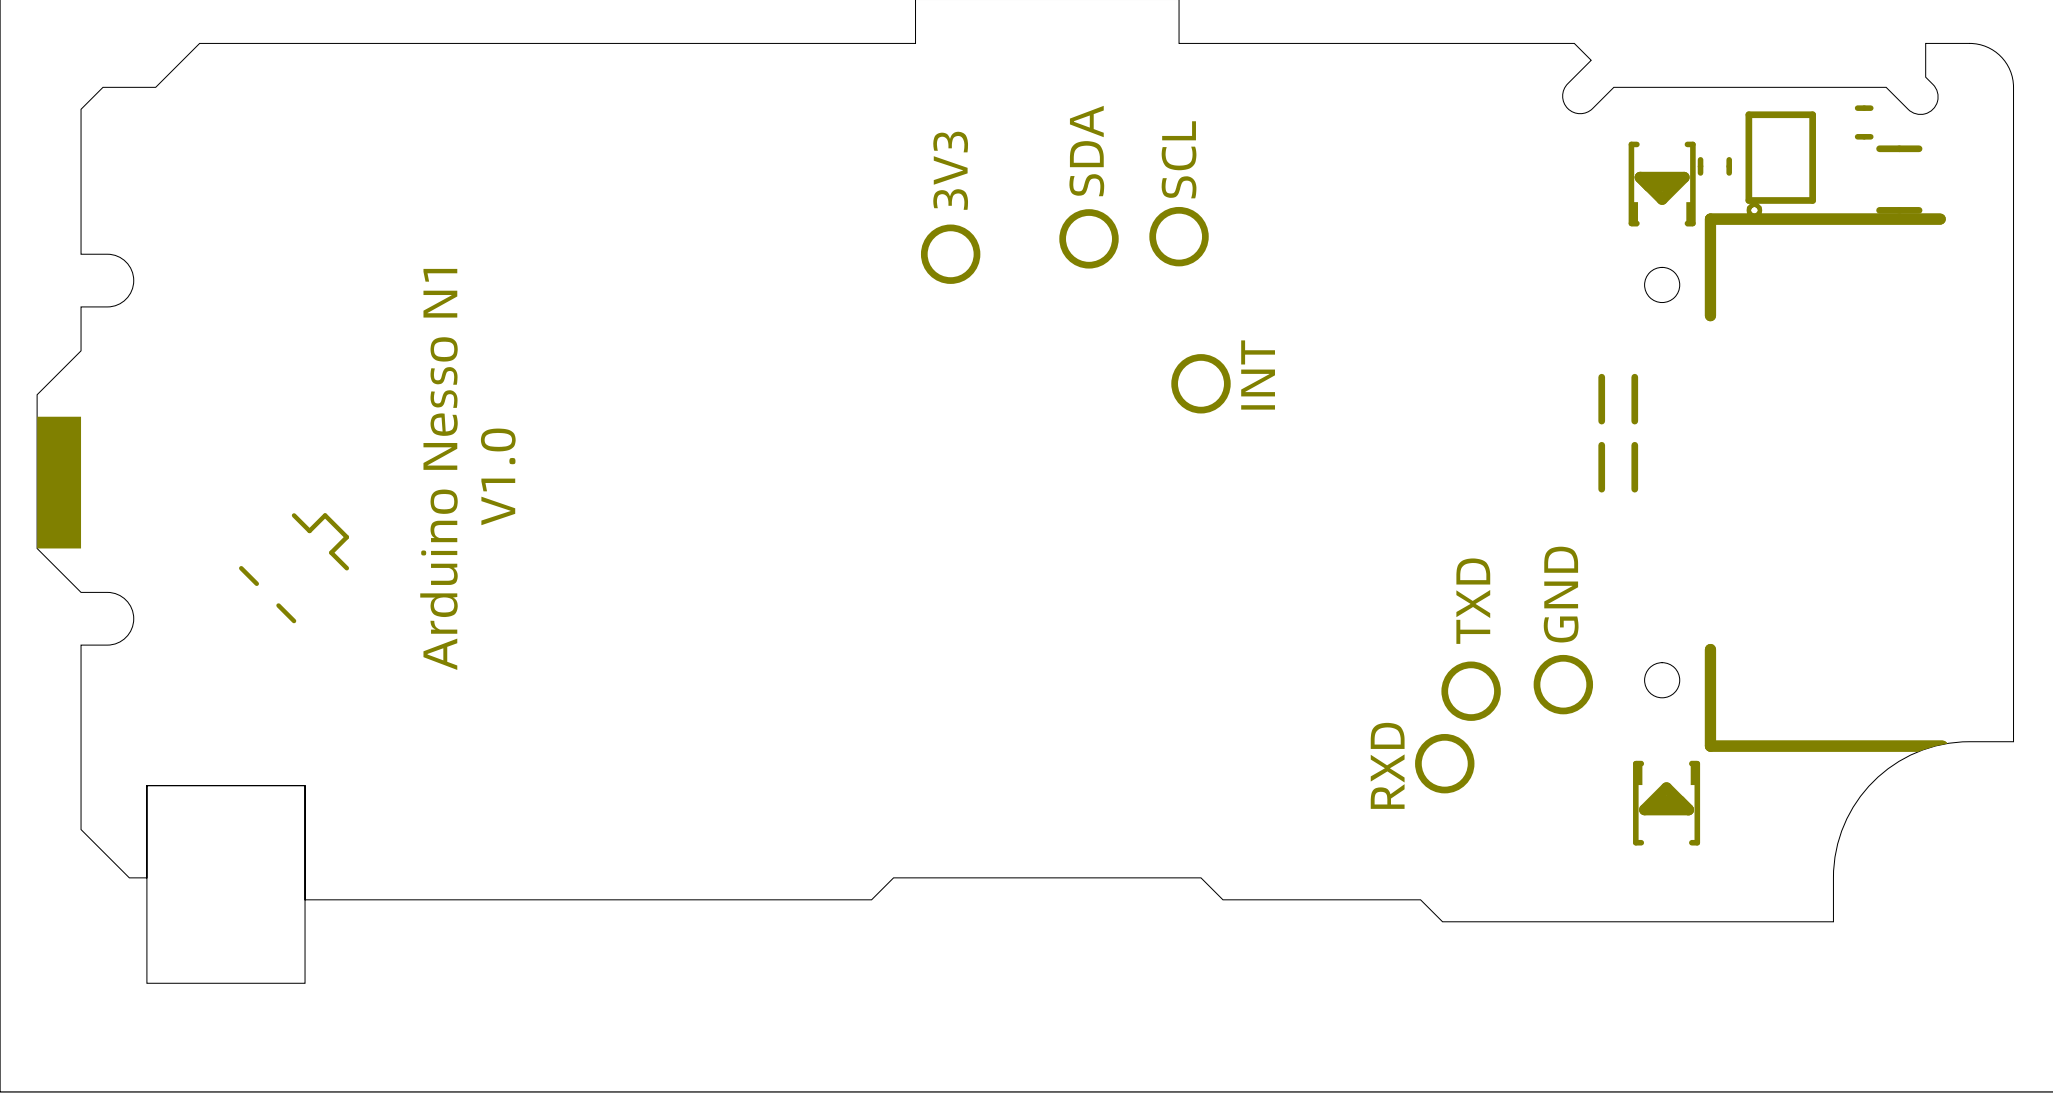 Arduino Nesso N1
V1.0
3V3
SDA
SCL
INT
TXD
GND
RXD